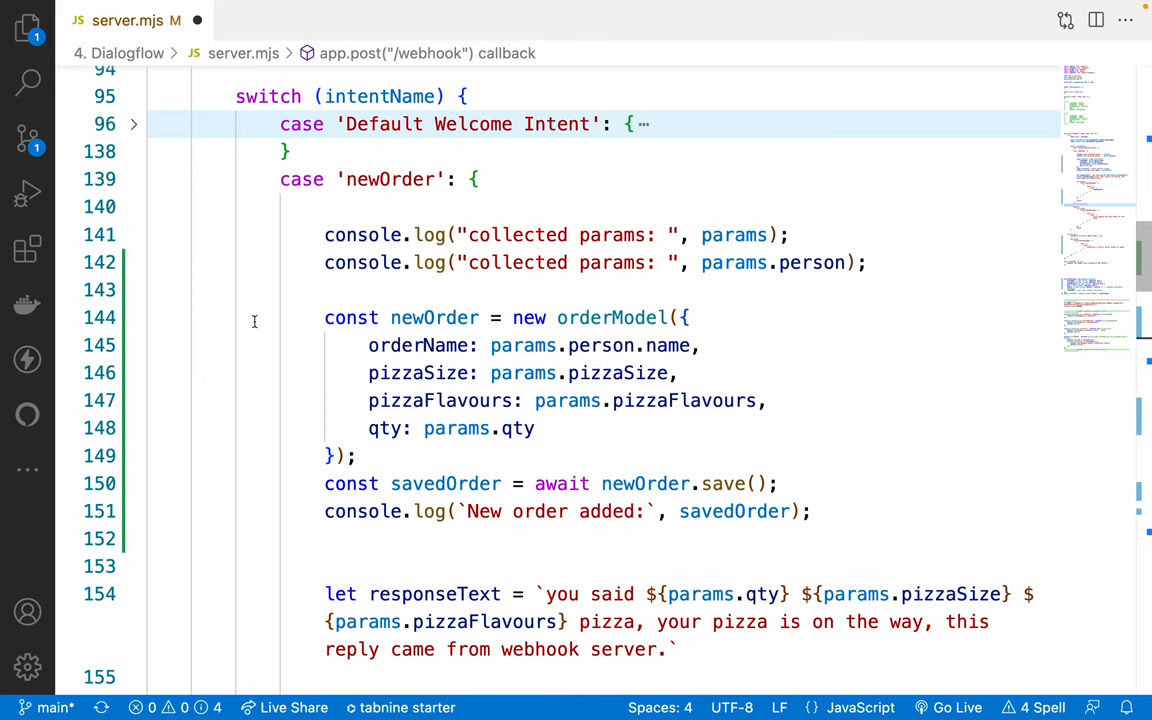 JS server.mjs M
4. Dialogflow > JS server.mjs > app.post("/webhook") callback
94
95 switch (intentName) {
96 > case 'Default Welcome Intent': {…
138 }
139 case 'newOrder': {
140
141 console.log("collected params: ", params);
142 console.log("collected params: ", params.person);
143
144 const newOrder = new orderModel({
145 orderName: params.person.name,
146 pizzaSize: params.pizzaSize,
147 pizzaFlavours: params.pizzaFlavours,
148 qty: params.qty
149 });
150 const savedOrder = await newOrder.save();
151 console.log(`New order added:`, savedOrder);
152
153
154 let responseText = `you said ${params.qty} ${params.pizzaSize} $
{params.pizzaFlavours} pizza, your pizza is on the way, this
reply came from webhook server.`
155
1
1
main* 0 0 4 Live Share tabnine starter Spaces: 4 UTF-8 LF {} JavaScript Go Live 4 Spell